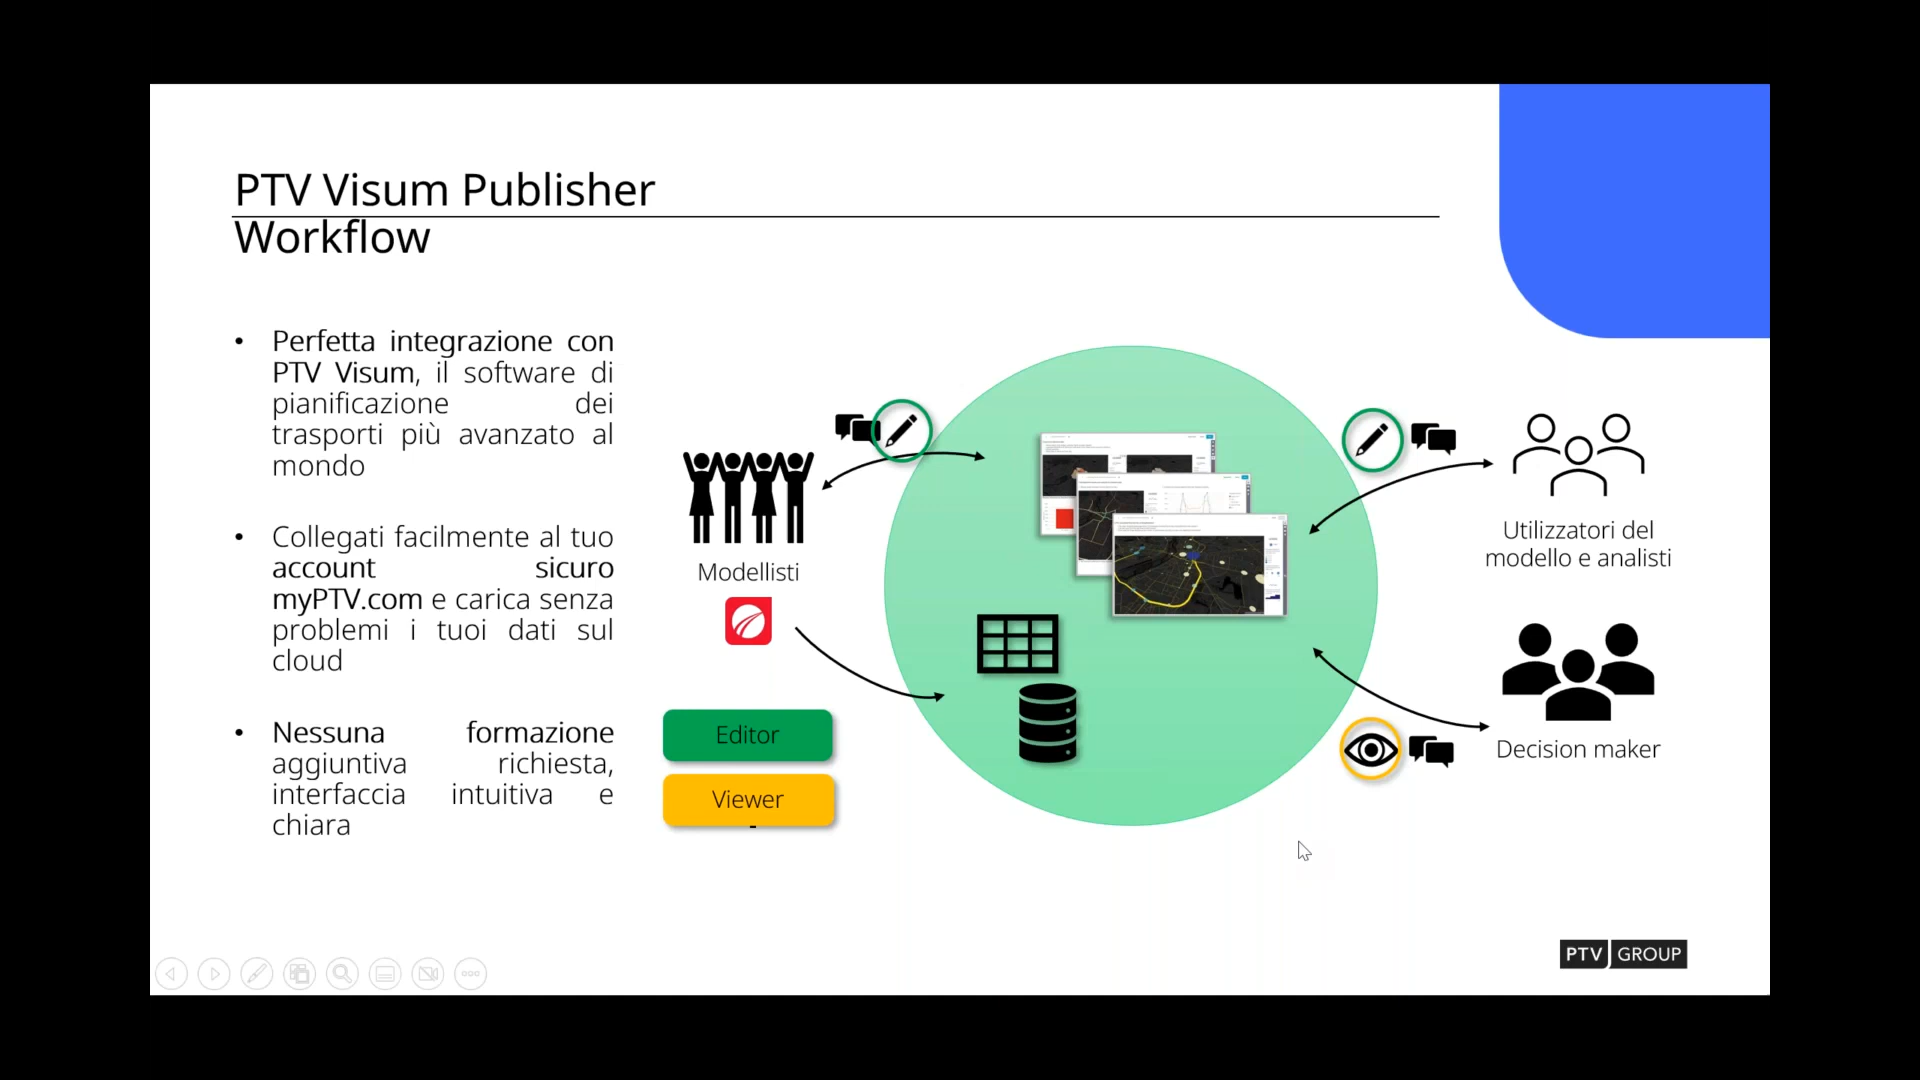 PTV Visum Publisher
Workflow
• Perfetta integrazione con
PTV Visum, il software di
pianificazione dei
trasporti più avanzato al
mondo
• Collegati facilmente al tuo
account sicuro
myPTV.com e carica senza
problemi i tuoi dati sul
cloud
• Nessuna formazione
aggiuntiva richiesta,
interfaccia intuitiva e
chiara
Modellisti
Editor
Viewer
Utilizzatori del
modello e analisti
Decision maker
PTV GROUP